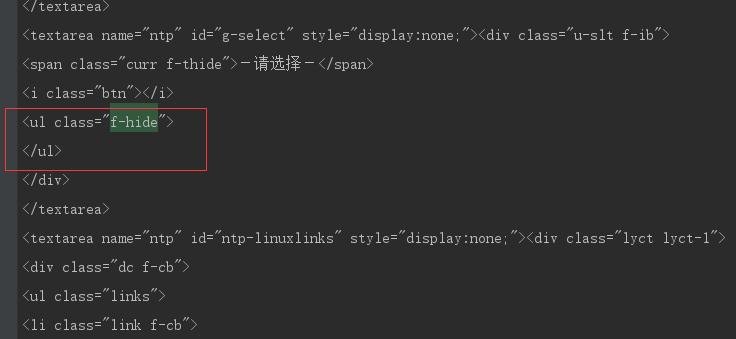 </textarea>
<textarea name="ntp" id="g-select" style="display:none;"><div class="u-slt f-ib">
<span class="curr f-thide">－请选择－</span>
<i class="btn"></i>
<ul class="f-hide">
</ul>
</div>
</textarea>
<textarea name="ntp" id="ntp-linuxlinks" style="display:none;"><div class="lyct lyct-1">
<div class="dc f-cb">
<ul class="links">
<li class="link f-cb">